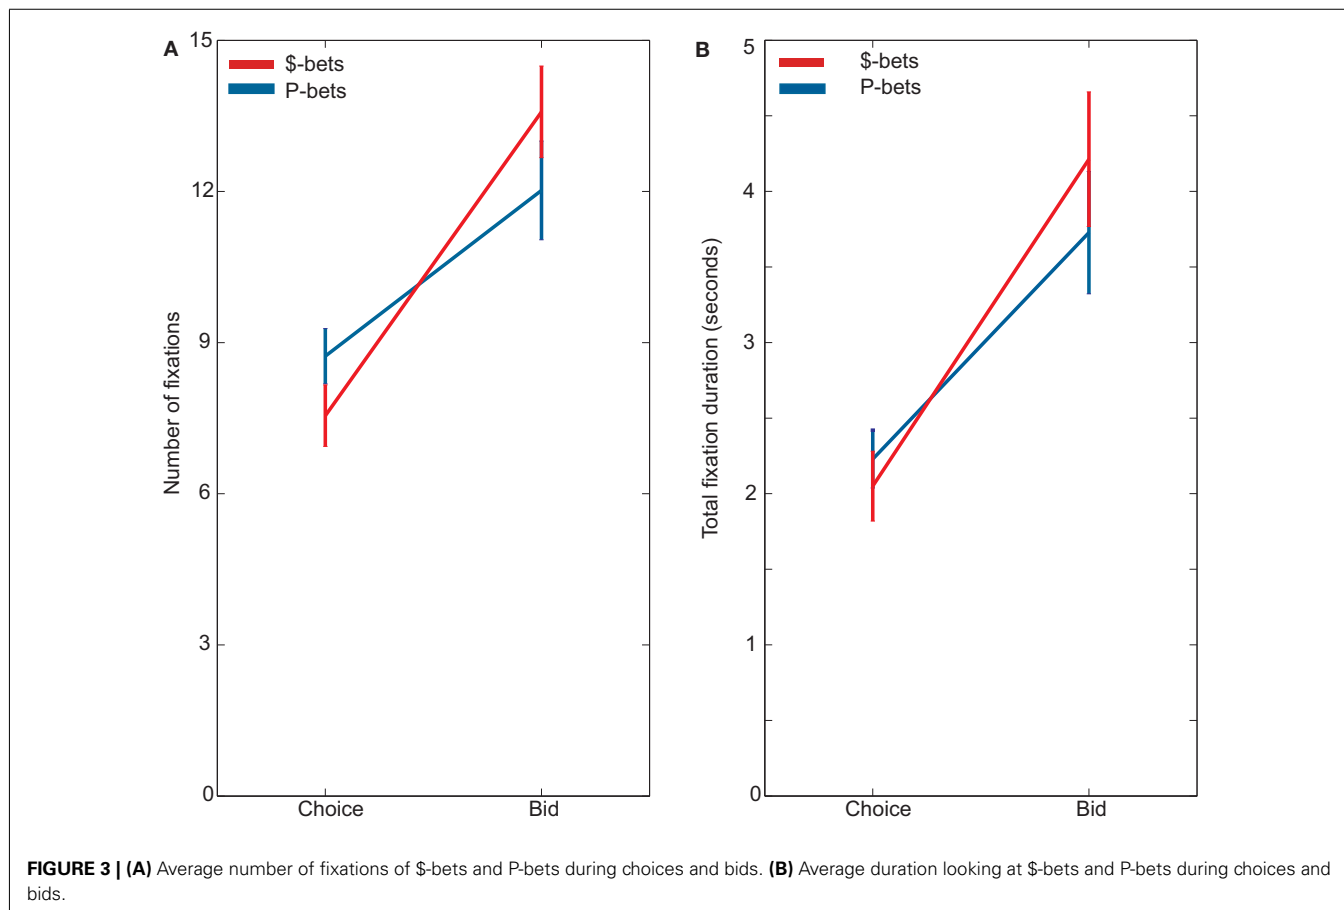 A
15
12
9
6
3
0
Number of fixations
$-bets
P-bets
Choice
Bid
B
5
4
3
2
1
0
Total fixation duration (seconds)
$-bets
P-bets
Choice
Bid
FIGURE 3 | (A) Average number of fixations of $-bets and P-bets during choices and bids. (B) Average duration looking at $-bets and P-bets during choices and
bids.